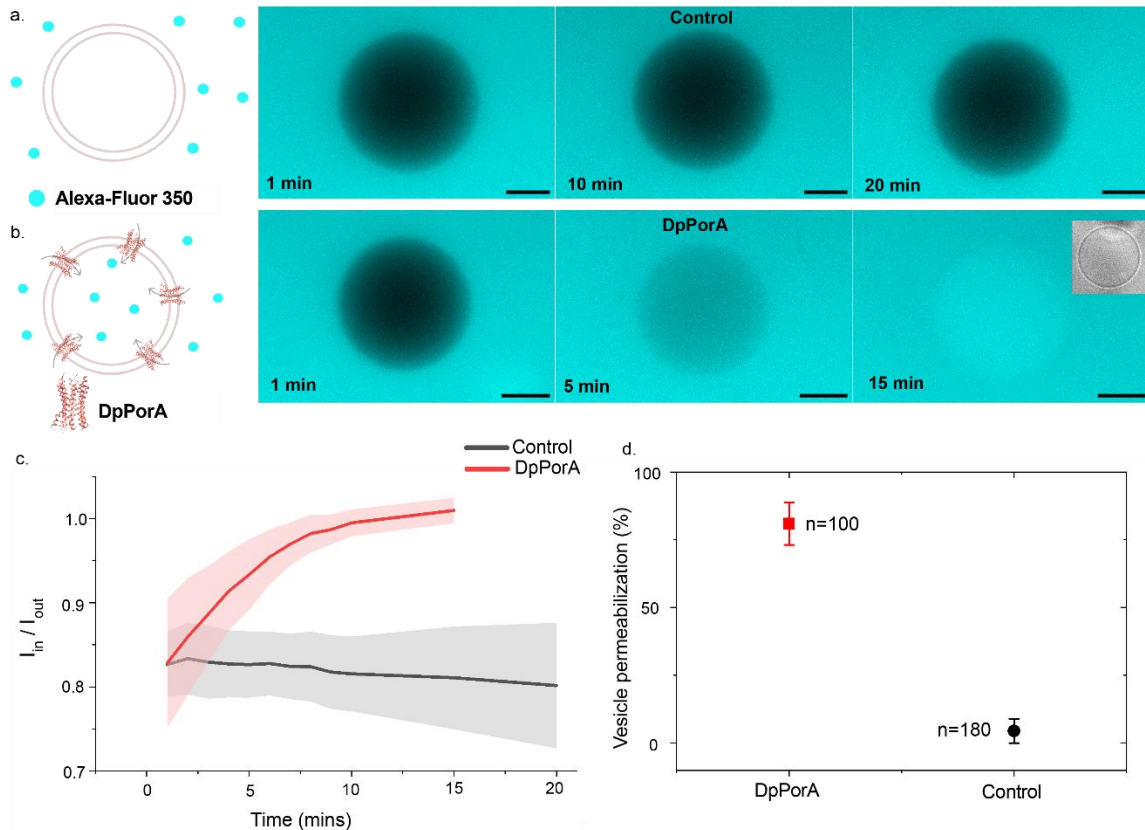 a.
Control
1 min
10 min
20 min
Alexa-Fluor 350
b.
DpPorA
1 min
5 min
15 min
DpPorA
c.
Control
DpPorA
1.0
0.9
0.8
0.7
I_in / I_out
0
5
10
15
20
Time (mins)
d.
100
50
0
Vesicle permeabilization (%)
n=100
n=180
DpPorA
Control